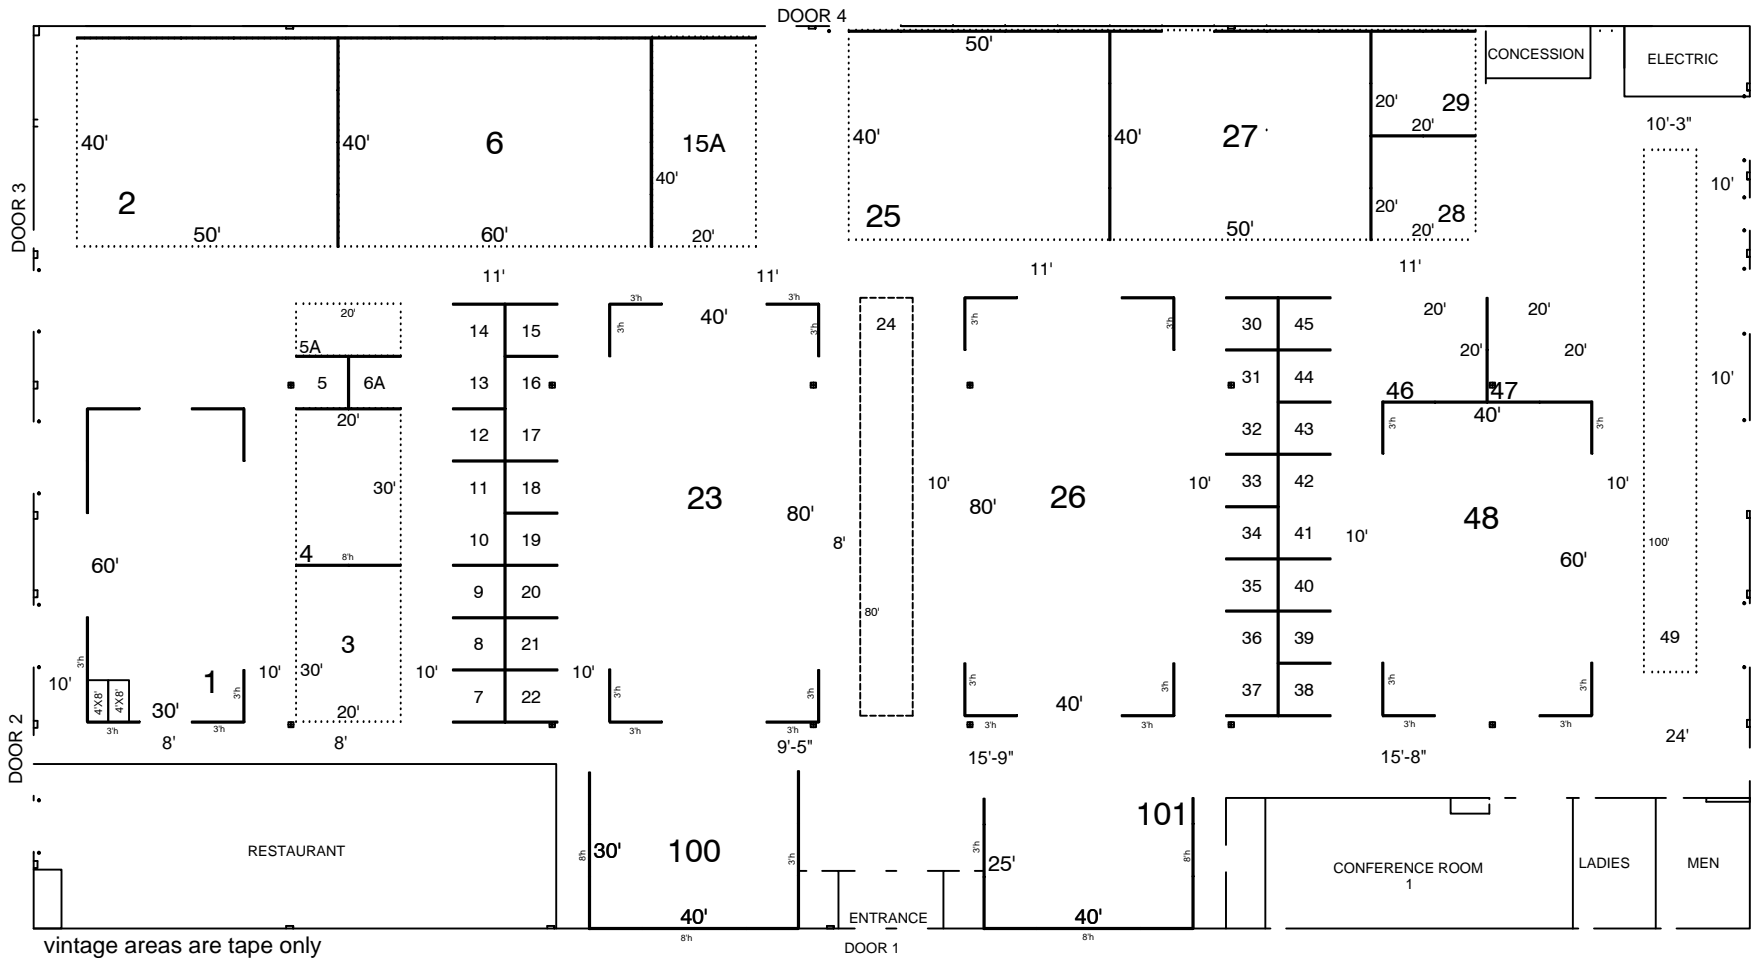 DOOR 4
50'
CONCESSION
ELECTRIC
20'
29
10'-3"
40'
40'
6
15A
40'
40'
27
20'
40'
10'
DOOR 3
2
25
20'
28
50'
60'
20'
50'
20'
11'
11'
11'
11'
3'h
3'h
20'
40'
20'
20'
14
15
3'h
3'h
24
3'h
3'h
30
45
5A
20'
20'
5
6A
13
16
31
44
46
47
10'
20'
40'
3'h
3'h
12
17
32
43
30'
11
18
23
10'
26
10'
33
42
10'
80'
80'
48
4
8'h
10
19
8'
34
41
10'
100'
60'
60'
9
20
35
40
80'
3
8
21
36
39
49
3'h
10'
1
3'h
10'
30'
10'
7
22
10'
3'h
3'h
3'h
3'h
37
38
3'h
3'h
4'X8'
4'X8'
30'
20'
40'
3'h
3'h
3'h
3'h
3'h
3'h
3'h
8'
8'
9'-5"
24'
DOOR 2
15'-9"
15'-8"
101
RESTAURANT
8'h
30'
100
3'h
3'h
25'
8'h
CONFERENCE ROOM
1
LADIES
MEN
40'
ENTRANCE
40'
8'h
8'h
DOOR 1
vintage areas are tape only